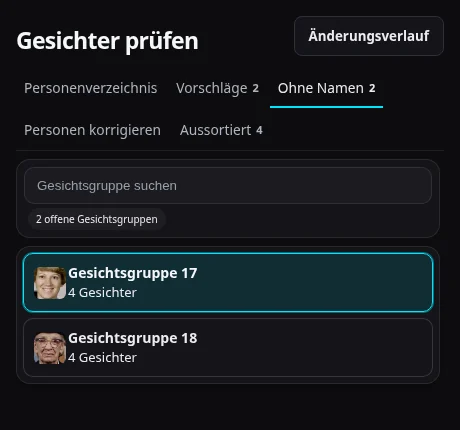 Gesichter prüfen
Änderungsverlauf
Personenverzeichnis
Vorschläge 2
Ohne Namen 2
Personen korrigieren
Aussortiert 4
Gesichtsgruppe suchen
2 offene Gesichtsgruppen
Gesichtsgruppe 17
4 Gesichter
Gesichtsgruppe 18
4 Gesichter